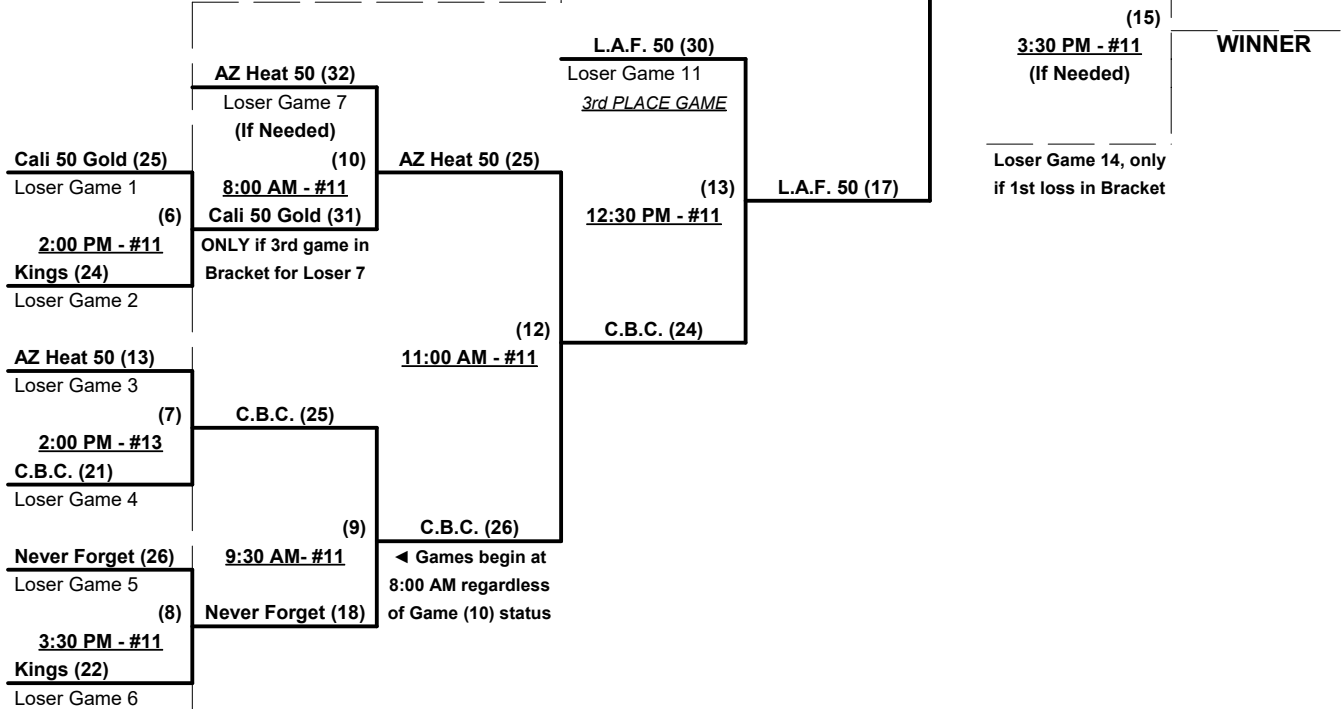 (15)
3:30 PM - #11
(If Needed)
WINNER
Loser Game 14, only
if 1st loss in Bracket
L.A.F. 50 (30)
Loser Game 11
3rd PLACE GAME
AZ Heat 50 (32)
Loser Game 7
(If Needed)
(10)
8:00 AM - #11
Cali 50 Gold (31)
ONLY if 3rd game in
Bracket for Loser 7
Cali 50 Gold (25)
Loser Game 1
(6)
2:00 PM - #11
Kings (24)
Loser Game 2
AZ Heat 50 (25)
(13)
12:30 PM - #11
L.A.F. 50 (17)
(12)
11:00 AM - #11
C.B.C. (24)
AZ Heat 50 (13)
Loser Game 3
(7)
2:00 PM - #13
C.B.C. (21)
Loser Game 4
C.B.C. (25)
(9)
9:30 AM- #11
C.B.C. (26)
◄ Games begin at
8:00 AM regardless
of Game (10) status
Never Forget (26)
Loser Game 5
(8)
3:30 PM - #11
Kings (22)
Loser Game 6
Never Forget (18)